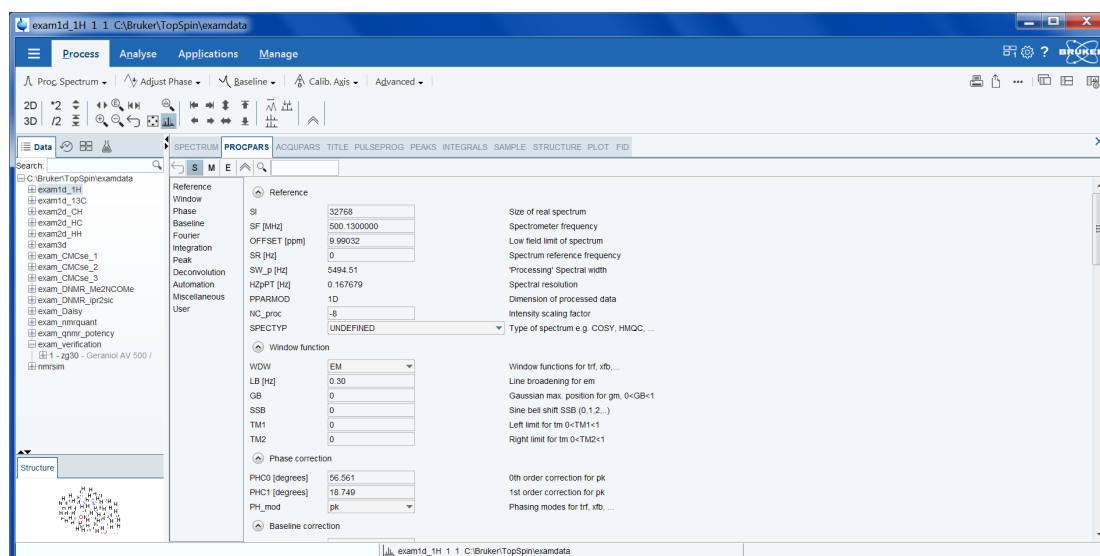 exam1d_1H 1 1 C:\Bruker\TopSpin\examdata
Process Analyse Applications Manage
? BRUKER
Proc. Spectrum Adjust Phase Baseline Calib. Axis Advanced
2D *2
3D /2
Data
SPECTRUM PROCPARS ACQUPARS TITLE PULSEPROG PEAKS INTEGRALS SAMPLE STRUCTURE PLOT FID
Search:
S M E
C:\Bruker\TopSpin\examdata
exam1d_1H
exam1d_13C
exam2d_CH
exam2d_HC
exam2d_HH
exam3d
exam_CMCse_1
exam_CMCse_2
exam_CMCse_3
exam_DNMR_Me2NCOMe
exam_DNMR_ipr2sic
exam_Daisy
exam_nmrquant
exam_qnmr_potency
exam_verification
1 - zg30 - Geraniol AV 500 /
nmrsim
Structure
Reference
Window
Phase
Baseline
Fourier
Integration
Peak
Deconvolution
Automation
Miscellaneous
User
Reference
SI 32768 Size of real spectrum
SF [MHz] 500.1300000 Spectrometer frequency
OFFSET [ppm] 9.99032 Low field limit of spectrum
SR [Hz] 0 Spectrum reference frequency
SW_p [Hz] 5494.51 'Processing' Spectral width
HZpPT [Hz] 0.167679 Spectral resolution
PPARMOD 1D Dimension of processed data
NC_proc -8 Intensity scaling factor
SPECTYP UNDEFINED Type of spectrum e.g. COSY, HMQC, ...
Window function
WDW EM Window functions for trf, xfb,...
LB [Hz] 0.30 Line broadening for em
GB 0 Gaussian max. position for gm, 0<GB<1
SSB 0 Sine bell shift SSB (0,1,2,..)
TM1 0 Left limit for tm 0<TM1<1
TM2 0 Right limit for tm 0<TM2<1
Phase correction
PHC0 [degrees] 56.561 0th order correction for pk
PHC1 [degrees] 18.749 1st order correction for pk
PH_mod pk Phasing modes for trf, xfb, ...
Baseline correction
exam1d_1H 1 1 C:\Bruker\TopSpin\examdata